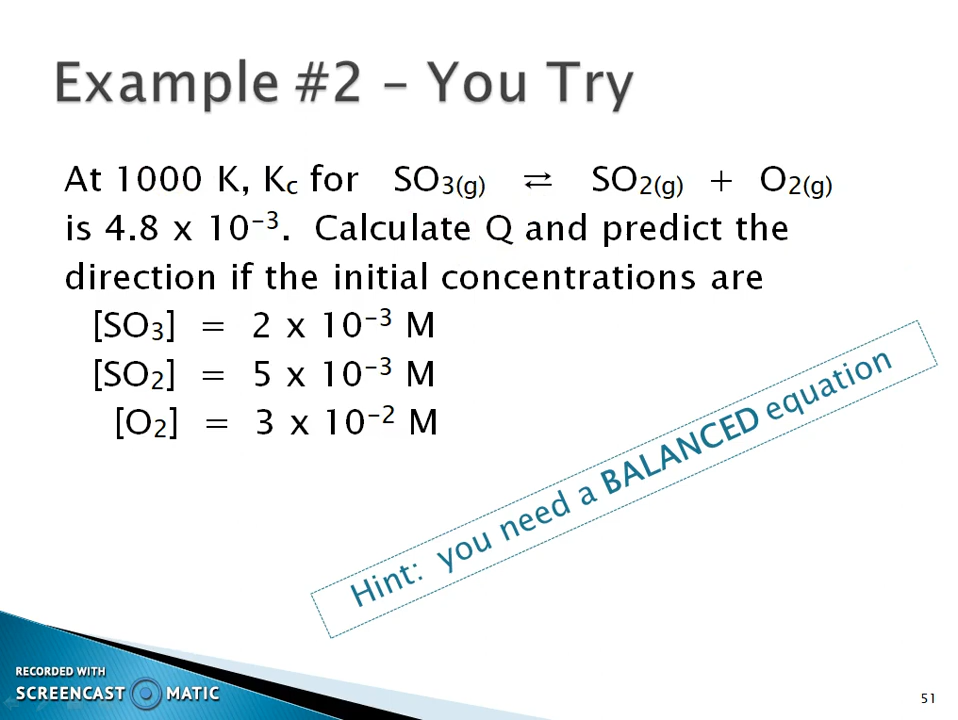 Example #2 – You Try
At 1000 K, Kc for SO3(g) ⇌ SO2(g) + O2(g)
is 4.8 x 10⁻³. Calculate Q and predict the
direction if the initial concentrations are
[SO3] = 2 x 10⁻³ M
[SO2] = 5 x 10⁻³ M
[O2] = 3 x 10⁻² M
Hint: you need a BALANCED equation
RECORDED WITH
SCREENCAST MATIC
51